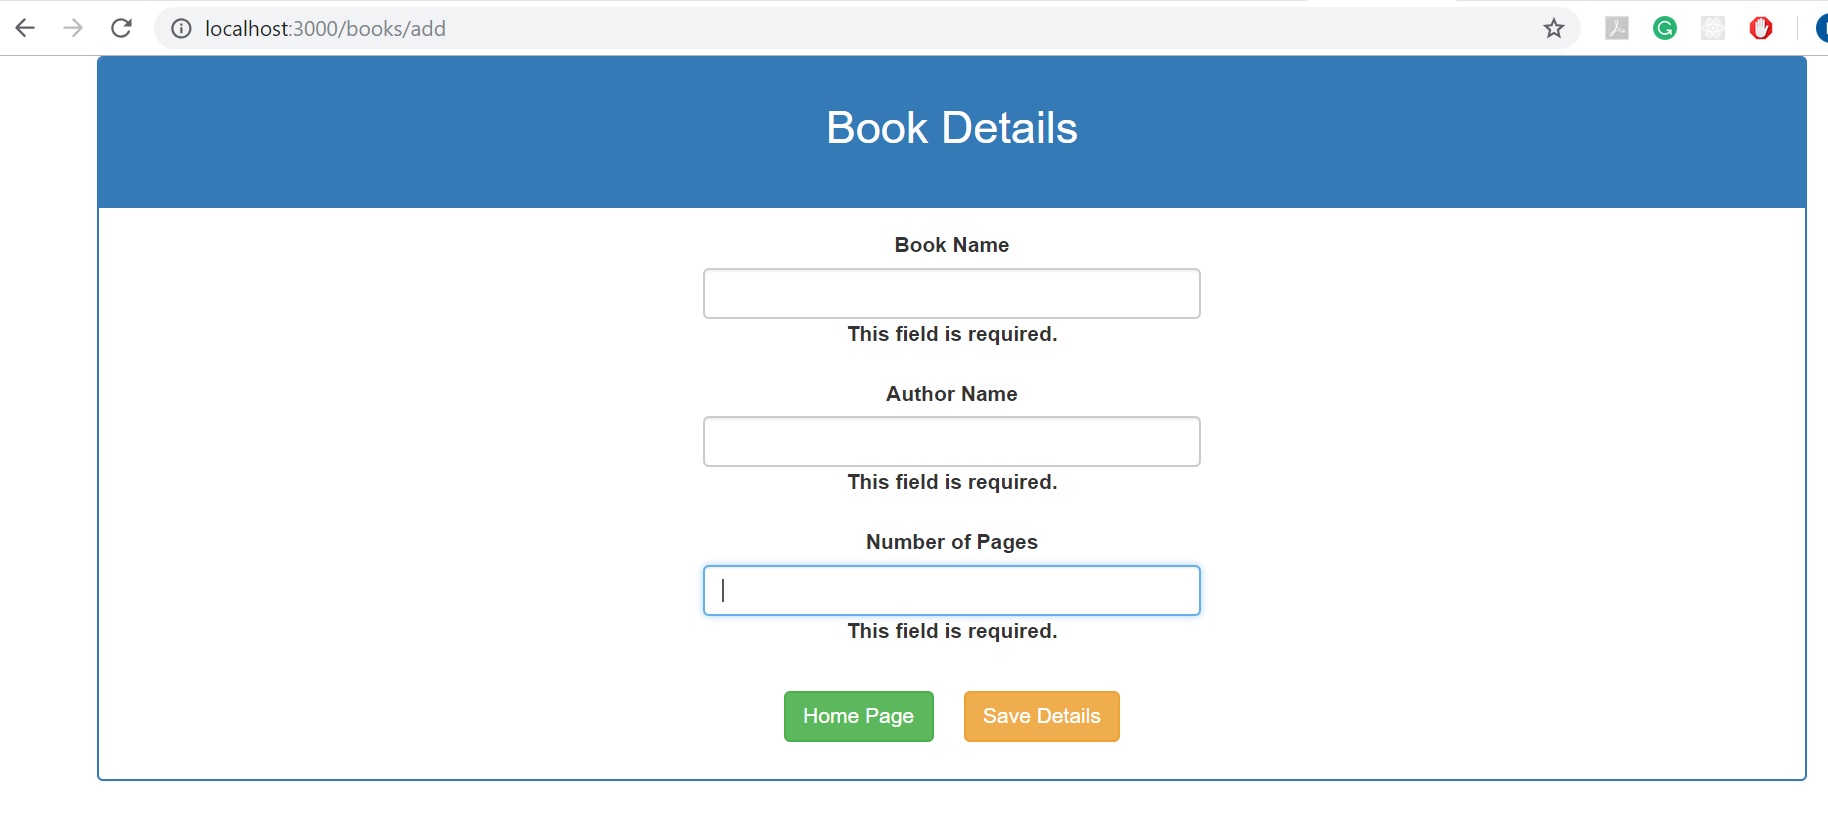 localhost:3000/books/add
Book Details
Book Name
This field is required.
Author Name
This field is required.
Number of Pages
This field is required.
Home Page Save Details